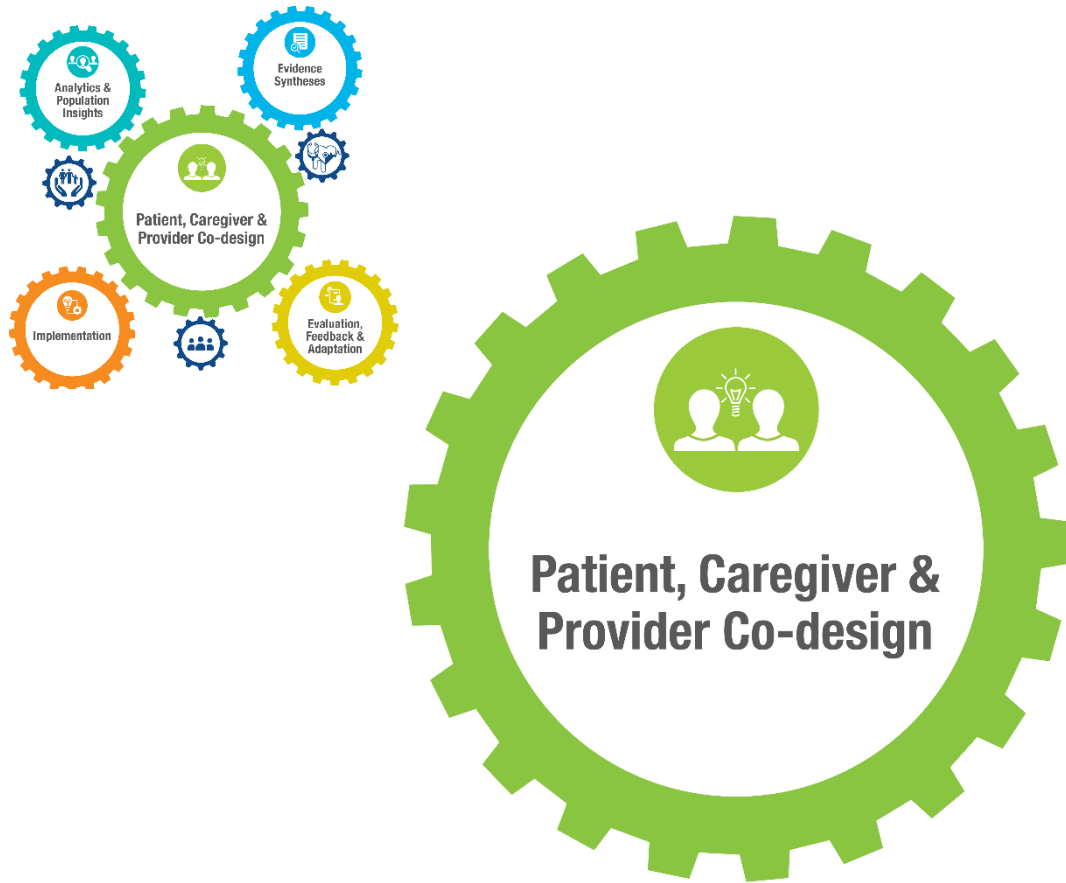 Analytics &
Population
Insights
Evidence
Syntheses
Patient, Caregiver &
Provider Co-design
Implementation
Evaluation,
Feedback &
Adaptation
Patient, Caregiver &
Provider Co-design